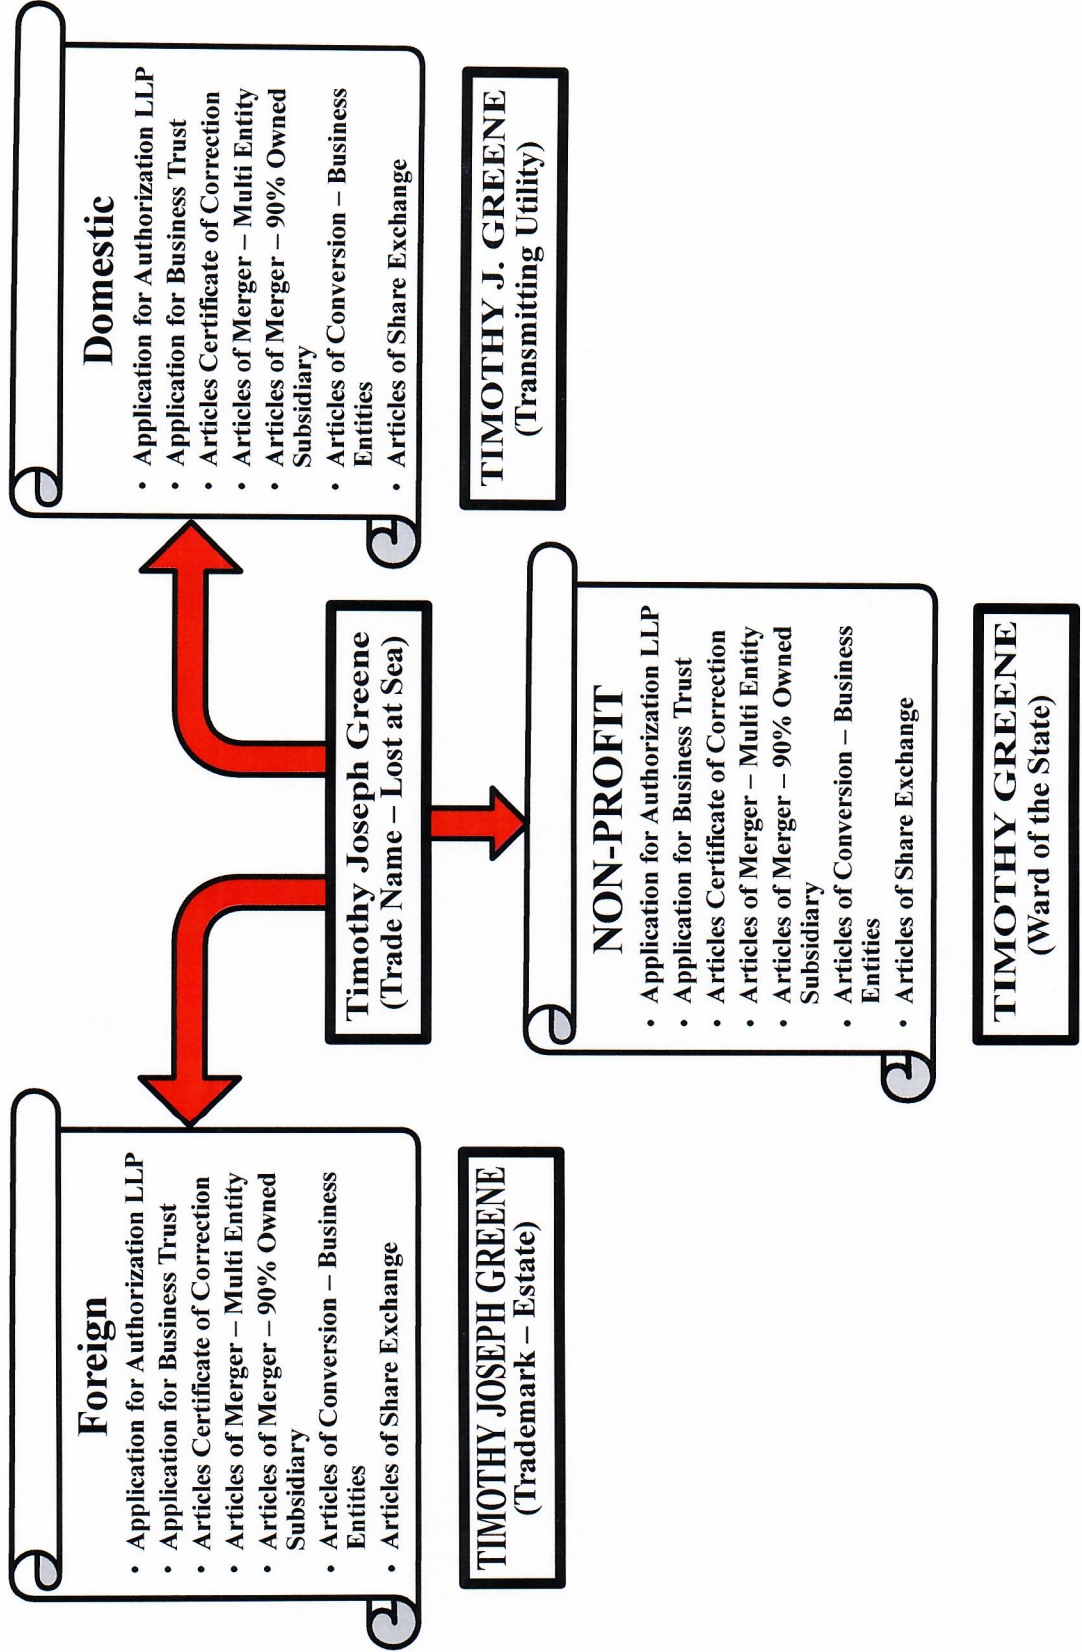 Foreign
• Application for Authorization LLP
• Application for Business Trust
• Articles Certificate of Correction
• Articles of Merger – Multi Entity
• Articles of Merger – 90% Owned
Subsidiary
• Articles of Conversion – Business
Entities
• Articles of Share Exchange
TIMOTHY JOSEPH GREENE
(Trademark – Estate)
Timothy Joseph Greene
(Trade Name – Lost at Sea)
Domestic
• Application for Authorization LLP
• Application for Business Trust
• Articles Certificate of Correction
• Articles of Merger – Multi Entity
• Articles of Merger – 90% Owned
Subsidiary
• Articles of Conversion – Business
Entities
• Articles of Share Exchange
TIMOTHY J. GREENE
(Transmitting Utility)
NON-PROFIT
• Application for Authorization LLP
• Application for Business Trust
• Articles Certificate of Correction
• Articles of Merger – Multi Entity
• Articles of Merger – 90% Owned
Subsidiary
• Articles of Conversion – Business
Entities
• Articles of Share Exchange
TIMOTHY GREENE
(Ward of the State)